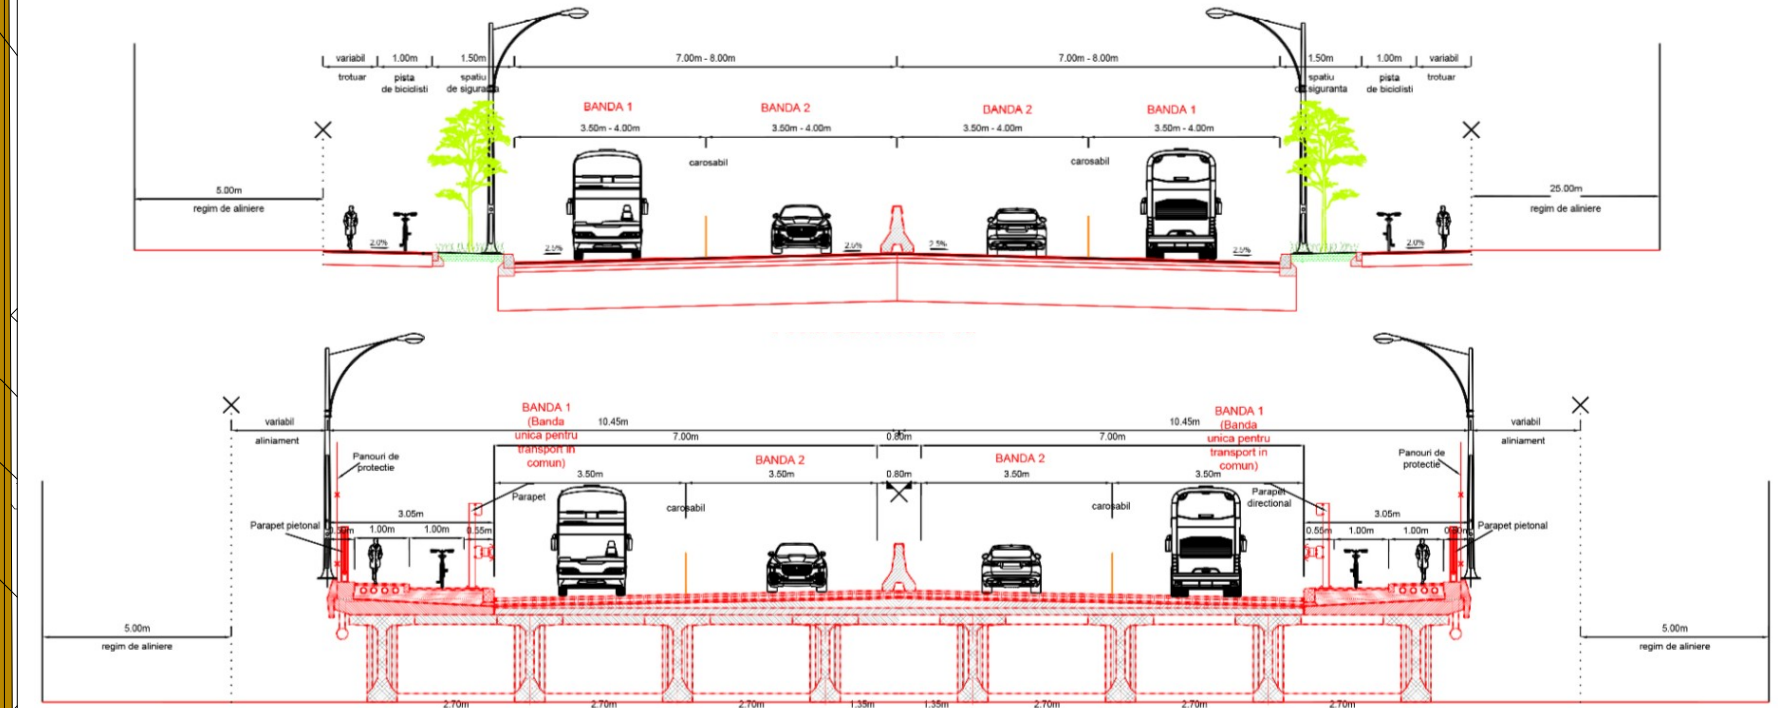 variabil
1.00m
1.50m
7.00m - 8.00m
7.00m - 8.00m
1.50m
1.00m
variabil
trotuar
pista
de biciclisti
spatiu
de siguranta
spatiu
de siguranta
pista
de biciclisti
trotuar
BANDA 1
BANDA 2
BANDA 2
BANDA 1
3.50m - 4.00m
3.50m - 4.00m
3.50m - 4.00m
3.50m - 4.00m
carosabil
carosabil
5.00m
regim de aliniere
25.00m
regim de aliniere
2.0%
2.5%
2.0%
2.5%
2.0%
2.0%
BANDA 1
(Banda
unica pentru
transport in
comun)
BANDA 1
(Banda
unica pentru
transport in
comun)
variabil
aliniament
10.45m
10.45m
variabil
aliniament
7.00m
0.80m
7.00m
Panouri de
protectie
BANDA 2
BANDA 2
Panouri de
protectie
3.50m
3.50m
0.80m
3.50m
3.50m
Parapet
carosabil
carosabil
Parapet
directional
3.05m
3.05m
Parapet pietonal
1.00m
1.00m
0.55m
0.55m
1.00m
1.00m
Parapet pietonal
5.00m
regim de aliniere
5.00m
regim de aliniere
2.70m
2.70m
2.70m
1.35m
1.35m
2.70m
2.70m
2.70m